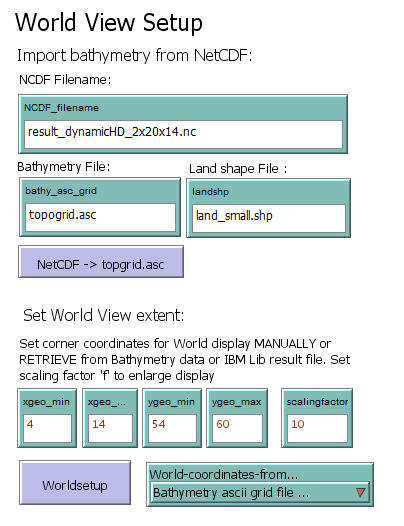 World View Setup
Import bathymetry from NetCDF:
NCDF Filename:
NCDF_filename
result_dynamicHD_2x20x14.nc
Bathymetry File:
Land shape File :
bathy_asc_grid
landshp
topogrid.asc
land_small.shp
NetCDF -> topgrid.asc
Set World View extent:
Set corner coordinates for World display MANUALLY or
RETRIEVE from Bathymetry data or IBM Lib result file. Set
scaling factor 'f' to enlarge display
xgeo_min
xgeo_...
ygeo_min
ygeo_max
scalingfactor
4
14
54
60
10
Worldsetup
World-coordinates-from...
Bathymetry ascii grid file ...